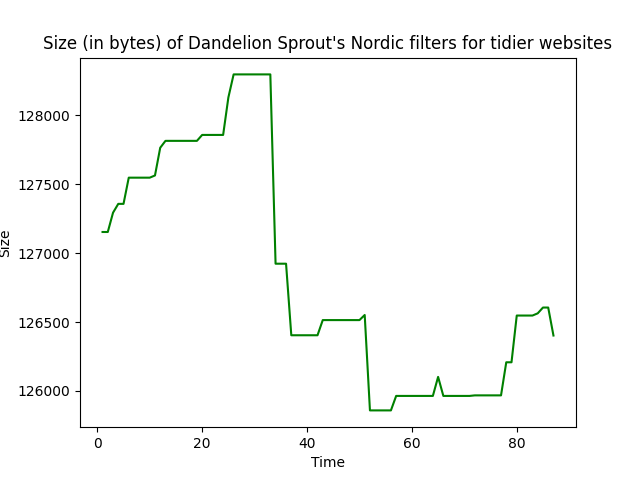 Size (in bytes) of Dandelion Sprout's Nordic filters for tidier websites
128000
127500
127000
126500
126000
Size
0 20 40 60 80
Time